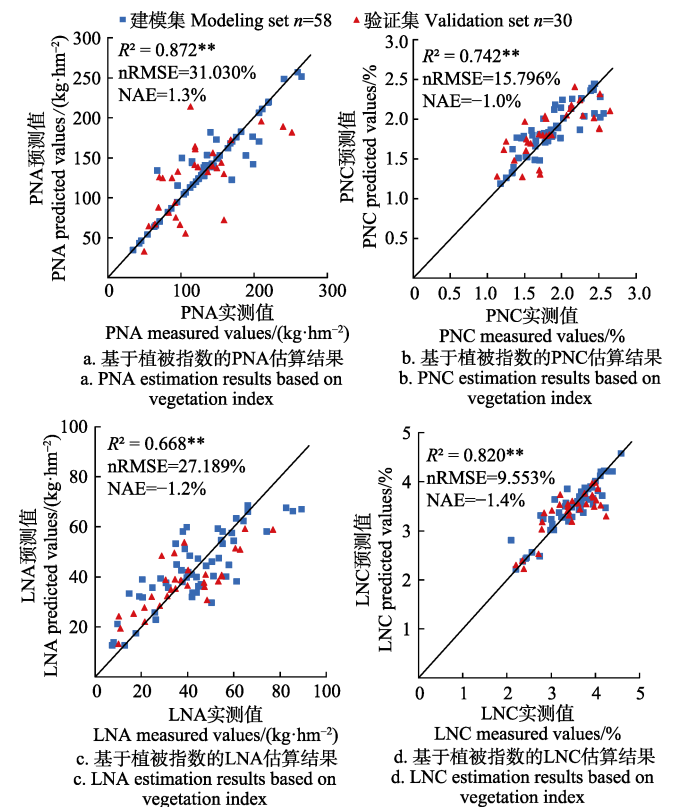 建模集 Modeling set n=58 验证集 Validation set n=30
R² = 0.872**
nRMSE=31.030%
NAE=1.3%
PNA预测值
PNA predicted values/(kg·hm⁻²)
300
250
200
150
100
50
0 100 200 300
PNA实测值
PNA measured values/(kg·hm⁻²)
a. 基于植被指数的PNA估算结果
a. PNA estimation results based on
vegetation index
R² = 0.742**
nRMSE=15.796%
NAE=−1.0%
PNC预测值
PNC predicted values/%
3.0
2.5
2.0
1.5
1.0
0.5
0 0.5 1.0 1.5 2.0 2.5 3.0
PNC实测值
PNC measured values/%
b. 基于植被指数的PNC估算结果
b. PNC estimation results based on
vegetation index
R² = 0.668**
nRMSE=27.189%
NAE=−1.2%
LNA预测值
LNA predicted values/(kg·hm⁻²)
100
80
60
40
20
0 20 40 60 80 100
LNA实测值
LNA measured values/(kg·hm⁻²)
c. 基于植被指数的LNA估算结果
c. LNA estimation results based on
vegetation index
R² = 0.820**
nRMSE=9.553%
NAE=−1.4%
LNC预测值
LNC predicted values/%
5
4
3
2
1
0 1 2 3 4 5
LNC实测值
LNC measured values/%
d. 基于植被指数的LNC估算结果
d. LNC estimation results based on
vegetation index